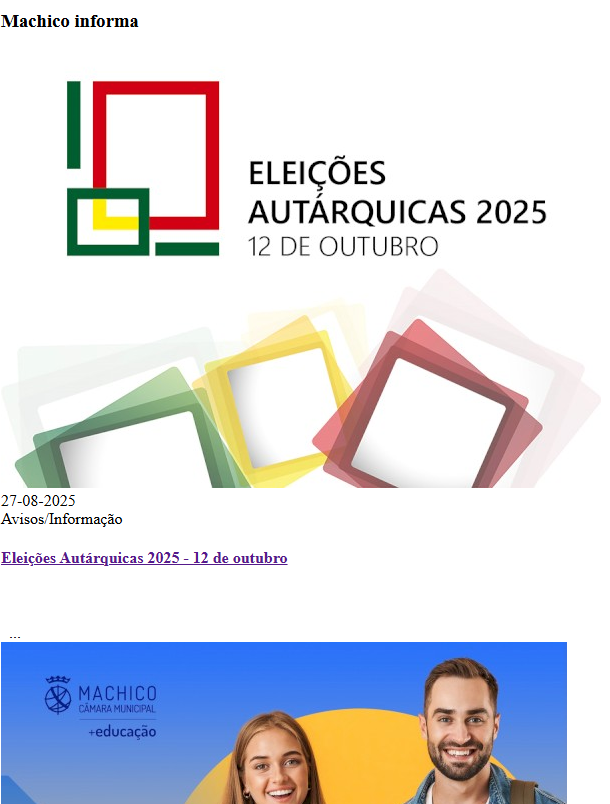 Machico informa
ELEIÇÕES
AUTÁRQUICAS 2025
12 DE OUTUBRO
27-08-2025
Avisos/Informação
Eleições Autárquicas 2025 - 12 de outubro
...
MACHICO
CÂMARA MUNICIPAL
+educação